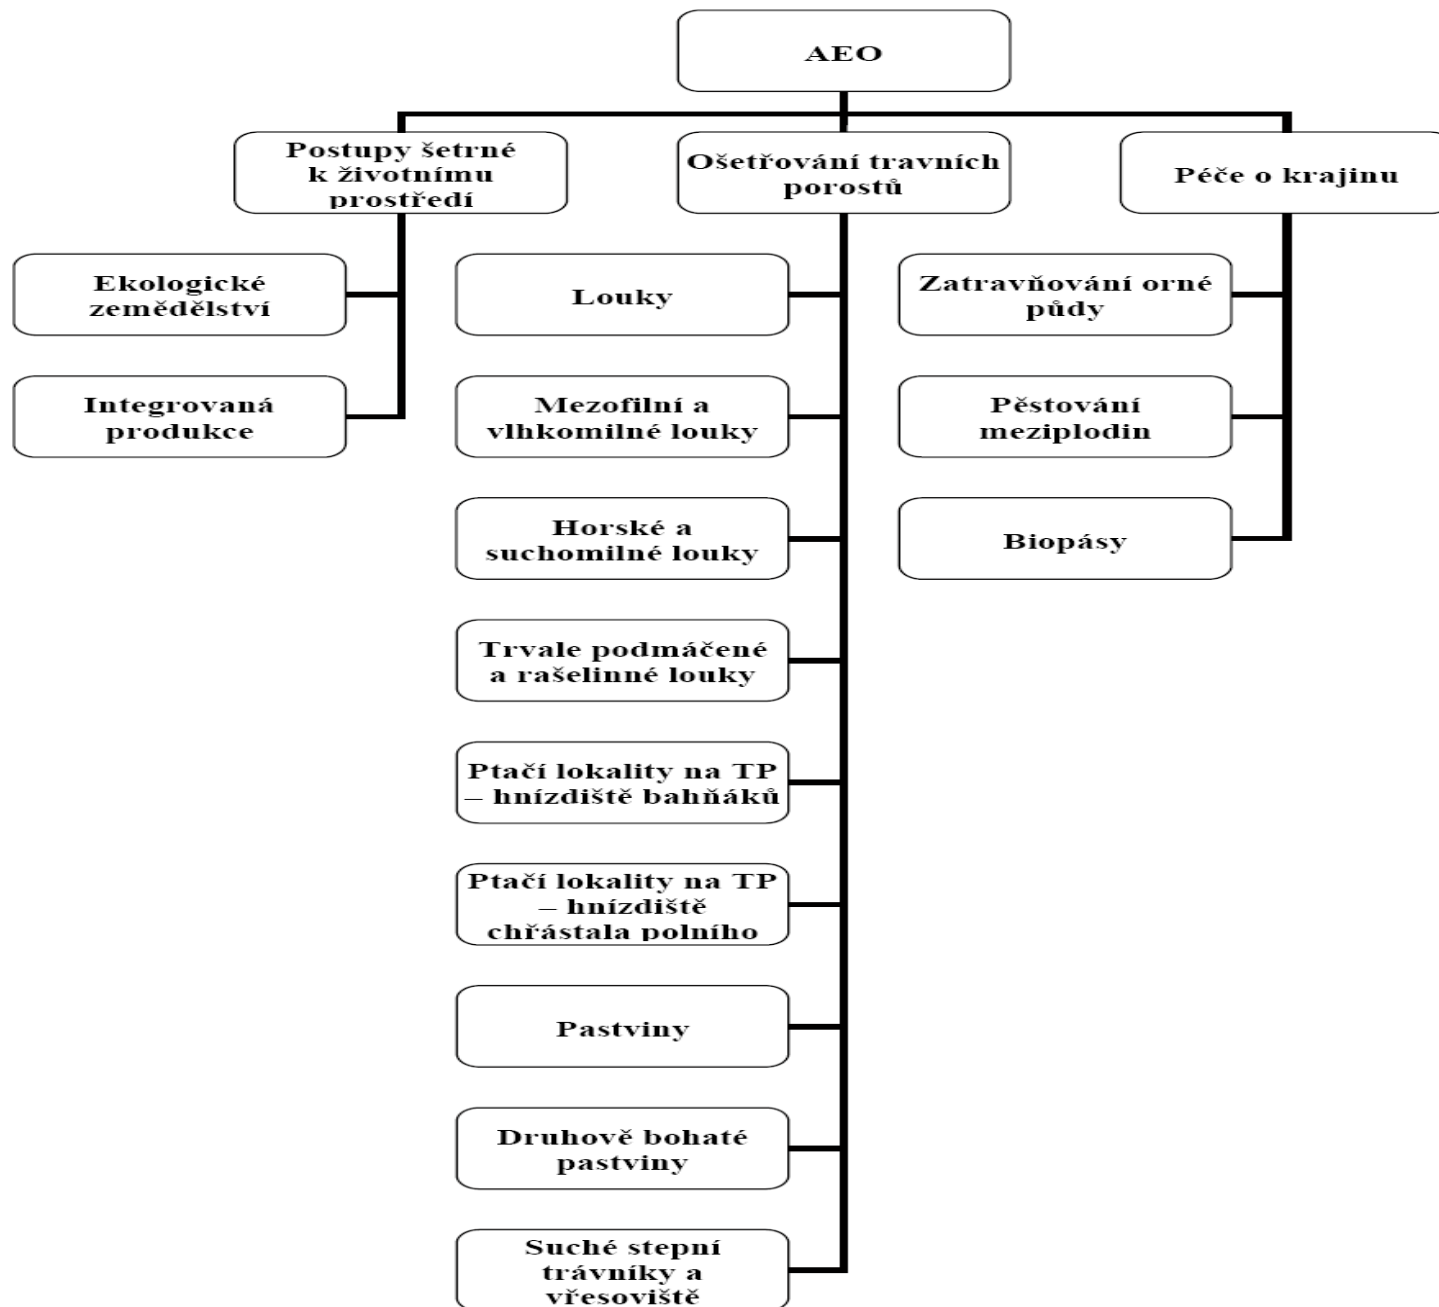 AEO
Postupy šetrné
k životnímu
prostředí
Ošetřování travních
porostů
Péče o krajinu
Ekologické
zemědělství
Integrovaná
produkce
Louky
Mezofilní a
vlhkomilné louky
Horské a
suchomilné louky
Trvale podmáčené
a rašelinné louky
Ptačí lokality na TP
– hnízdiště bahňáků
Ptačí lokality na TP
– hnízdiště
chřástala polního
Pastviny
Druhově bohaté
pastviny
Suché stepní
trávníky a
vřesoviště
Zatravňování orné
půdy
Pěstování
meziplodin
Biopásy